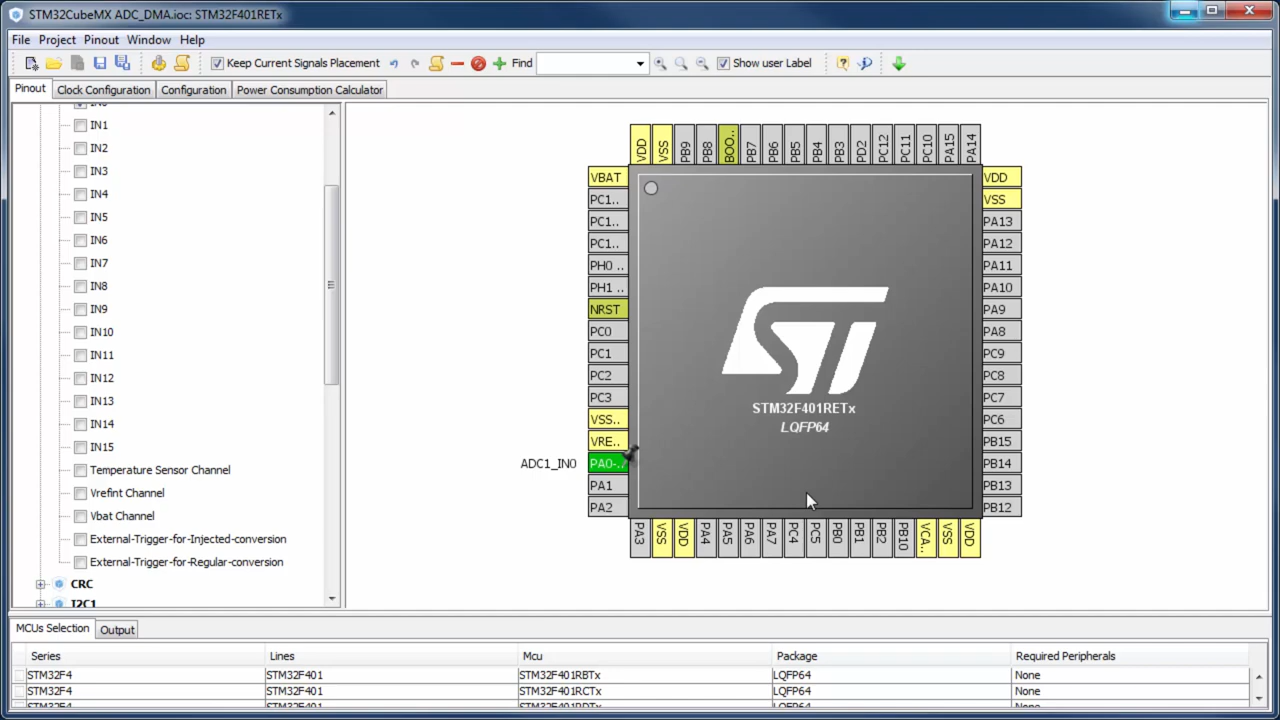 STM32CubeMX ADC_DMA.ioc: STM32F401RETx
File Project Pinout Window Help
Keep Current Signals Placement Find Show user Label
Pinout Clock Configuration Configuration Power Consumption Calculator
IN1
IN2
IN3
IN4
IN5
IN6
IN7
IN8
IN9
IN10
IN11
IN12
IN13
IN14
IN15
Temperature Sensor Channel
Vrefint Channel
Vbat Channel
External-Trigger-for-Injected-conversion
External-Trigger-for-Regular-conversion
CRC
I2C1
VDD VSS PB9 PB8 BOO.. PB7 PB6 PB5 PB4 PB3 PD2 PC12 PC11 PC10 PA15 PA14
VBAT
PC1..
PC1..
PC1..
PH0 ..
PH1 ..
NRST
PC0
PC1
PC2
PC3
VSS..
VRE..
ADC1_IN0 PA0-..
PA1
PA2
ST
STM32F401RETx
LQFP64
VDD
VSS
PA13
PA12
PA11
PA10
PA9
PA8
PC9
PC8
PC7
PC6
PB15
PB14
PB13
PB12
PA3 VSS VDD PA4 PA5 PA6 PA7 PC4 PC5 PB0 PB1 PB2 PB10 VCA.. VSS VDD
MCUs Selection Output
Series Lines Mcu Package Required Peripherals
STM32F4 STM32F401 STM32F401RBTx LQFP64 None
STM32F4 STM32F401 STM32F401RCTx LQFP64 None
STM32F4 STM32F401 STM32F401RDTx LQFP64 None